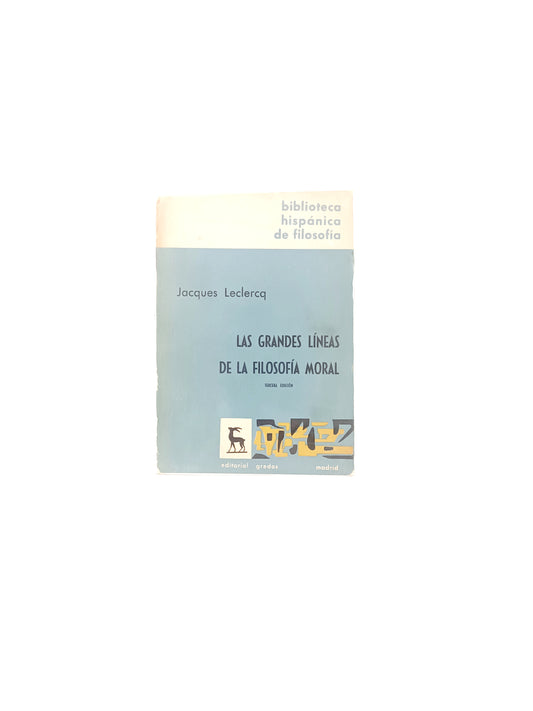 biblioteca
hispánica
de filosofía
Jacques Leclercq
LAS GRANDES LÍNEAS
DE LA FILOSOFÍA MORAL
TERCERA EDICIÓN
editorial gredos madrid